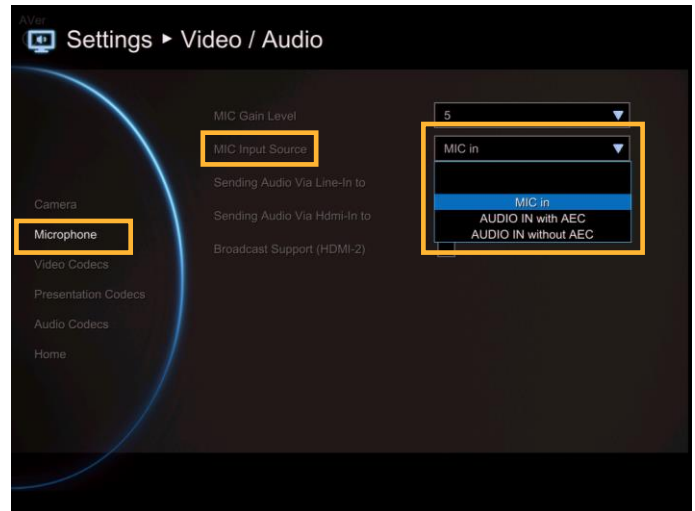 AVer
Settings ► Video / Audio
MIC Gain Level
5
MIC Input Source
MIC in
Sending Audio Via Line-In to
MIC in
Sending Audio Via Hdmi-In to
AUDIO IN with AEC
AUDIO IN without AEC
Broadcast Support (HDMI-2)
Camera
Microphone
Video Codecs
Presentation Codecs
Audio Codecs
Home